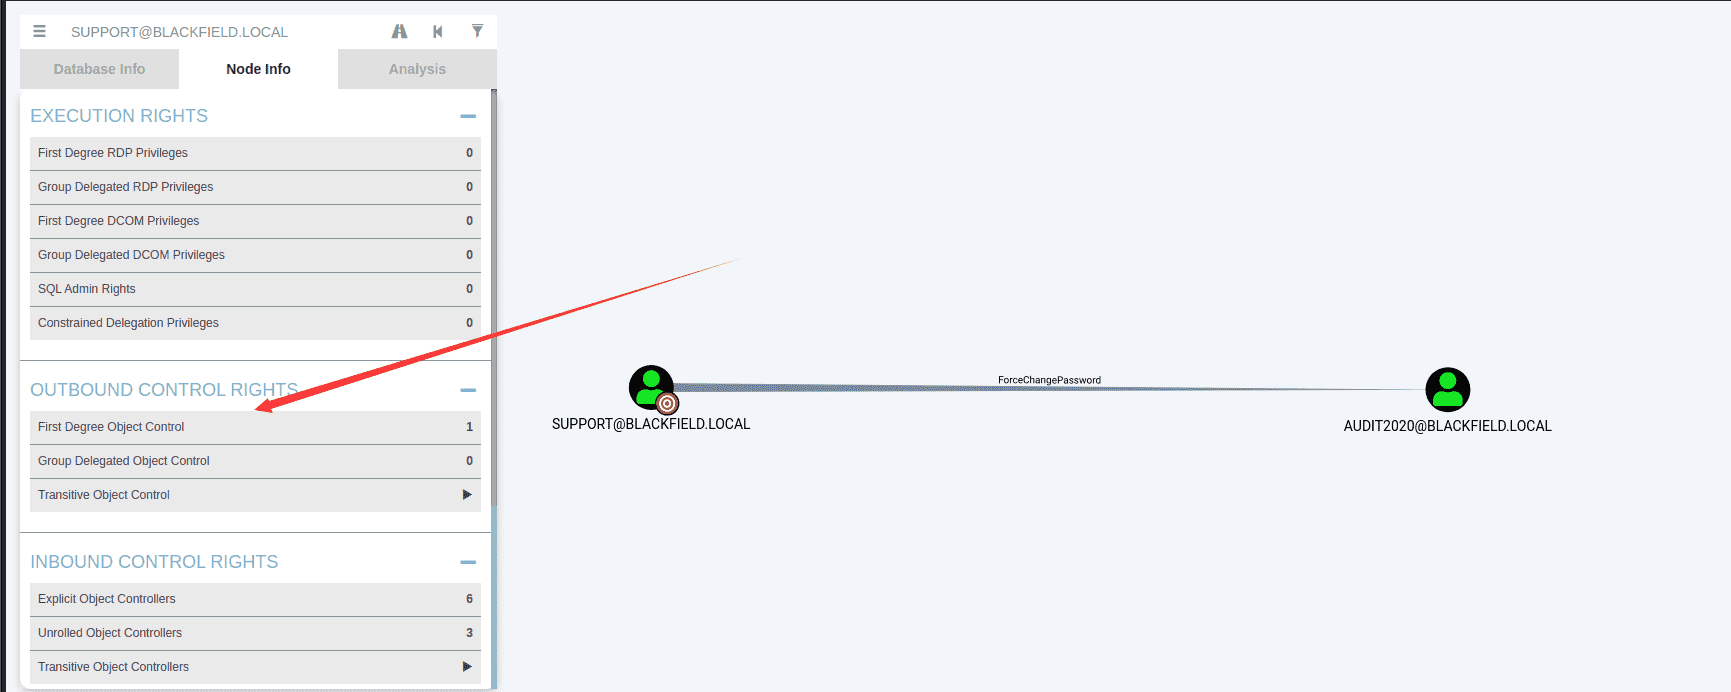 SUPPORT@BLACKFIELD.LOCAL
Database Info
Node Info
Analysis
EXECUTION RIGHTS
First Degree RDP Privileges 0
Group Delegated RDP Privileges 0
First Degree DCOM Privileges 0
Group Delegated DCOM Privileges 0
SQL Admin Rights 0
Constrained Delegation Privileges 0
OUTBOUND CONTROL RIGHTS
First Degree Object Control 1
Group Delegated Object Control 0
Transitive Object Control
INBOUND CONTROL RIGHTS
Explicit Object Controllers 6
Unrolled Object Controllers 3
Transitive Object Controllers
ForceChangePassword
SUPPORT@BLACKFIELD.LOCAL
AUDIT2020@BLACKFIELD.LOCAL